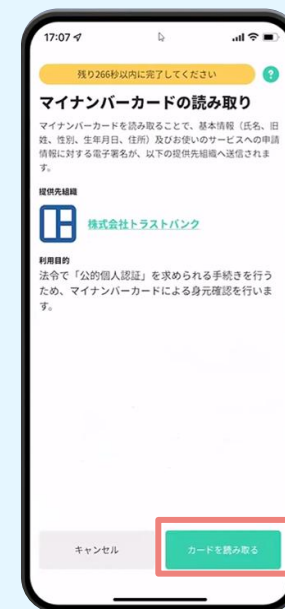 17:07
残り266秒以内に完了してください
?
マイナンバーカードの読み取り
マイナンバーカードを読み取ることで、基本情報（氏名、旧
姓、性別、生年月日、住所）及びお使いのサービスへの申請
情報に対する電子署名が、以下の提供先組織へ送信されま
す。
提供先組織
株式会社トラストバンク
利用目的
法令で「公的個人認証」を求められる手続きを行う
ため、マイナンバーカードによる身元確認を行いま
す。
キャンセル
カードを読み取る